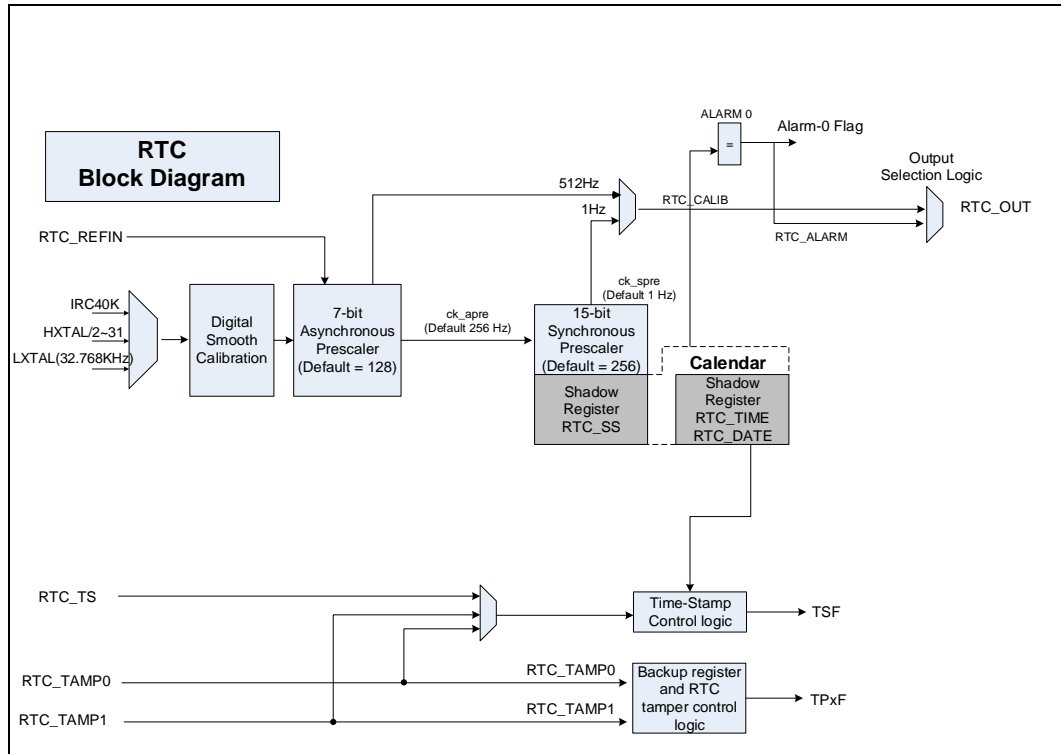 RTC
Block Diagram
ALARM 0
=
Alarm-0 Flag
Output
Selection Logic
512Hz
1Hz
RTC_CALIB
RTC_OUT
RTC_ALARM
RTC_REFIN
IRC40K
HXTAL/2~31
LXTAL(32.768KHz)
Digital
Smooth
Calibration
7-bit
Asynchronous
Prescaler
(Default = 128)
ck_apre
(Default 256 Hz)
ck_spre
(Default 1 Hz)
15-bit
Synchronous
Prescaler
(Default = 256)
Shadow
Register
RTC_SS
Calendar
Shadow
Register
RTC_TIME
RTC_DATE
RTC_TS
Time-Stamp
Control logic
TSF
RTC_TAMP0
RTC_TAMP0
RTC_TAMP1
RTC_TAMP1
Backup register
and RTC
tamper control
logic
TPxF